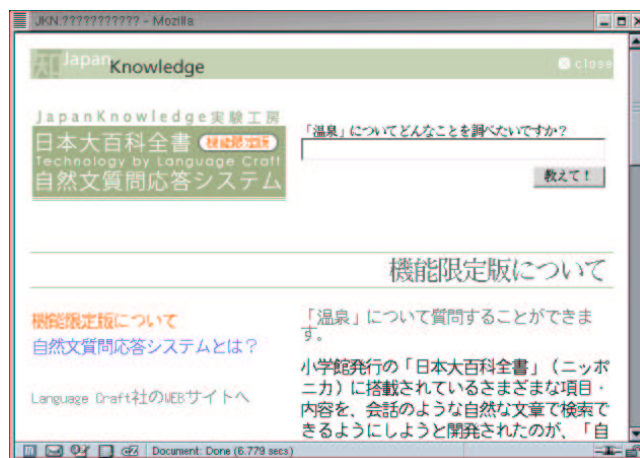 JKN:??????????? - Mozilla
知 Japan Knowledge
close
JapanKnowledge実験工房
日本大百科全書 機能限定版
Technology by Language Craft
自然文質問応答システム
「温泉」についてどんなことを調べたいですか?
教えて!
機能限定版について
機能限定版について
自然文質問応答システムとは?
Language Craft社のWEBサイトへ
「温泉」について質問することができま
す。
小学館発行の「日本大百科全書」(ニッポ
ニカ)に搭載されているさまざまな項目・
内容を、会話のような自然な文章で検索で
きるようにしようと開発されたのが、「自
Document: Done (6.779 secs)